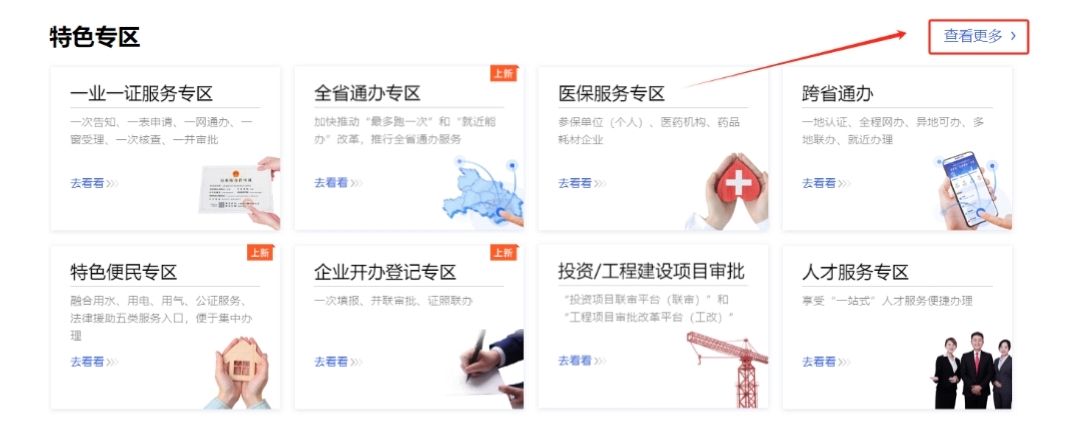 特色专区
查看更多 ›
一业一证服务专区
一次告知、一表申请、一网通办、一
窗受理、一次核查、一并审批
去看看
上新
全省通办专区
加快推动“最多跑一次”和“就近能
办”改革，推行全省通办服务
去看看
医保服务专区
参保单位（个人）、医药机构、药品
耗材企业
去看看
跨省通办
一地认证、全程网办、异地可办、多
地联办、就近办理
去看看
上新
特色便民专区
融合用水、用电、用气、公证服务、
法律援助五类服务入口，便于集中办
理
去看看
上新
企业开办登记专区
一次填报、并联审批、证照联办
去看看
投资/工程建设项目审批
“投资项目联审平台（联审）”和
“工程项目审批改革平台（工改）”
去看看
人才服务专区
享受“一站式”人才服务便捷办理
去看看